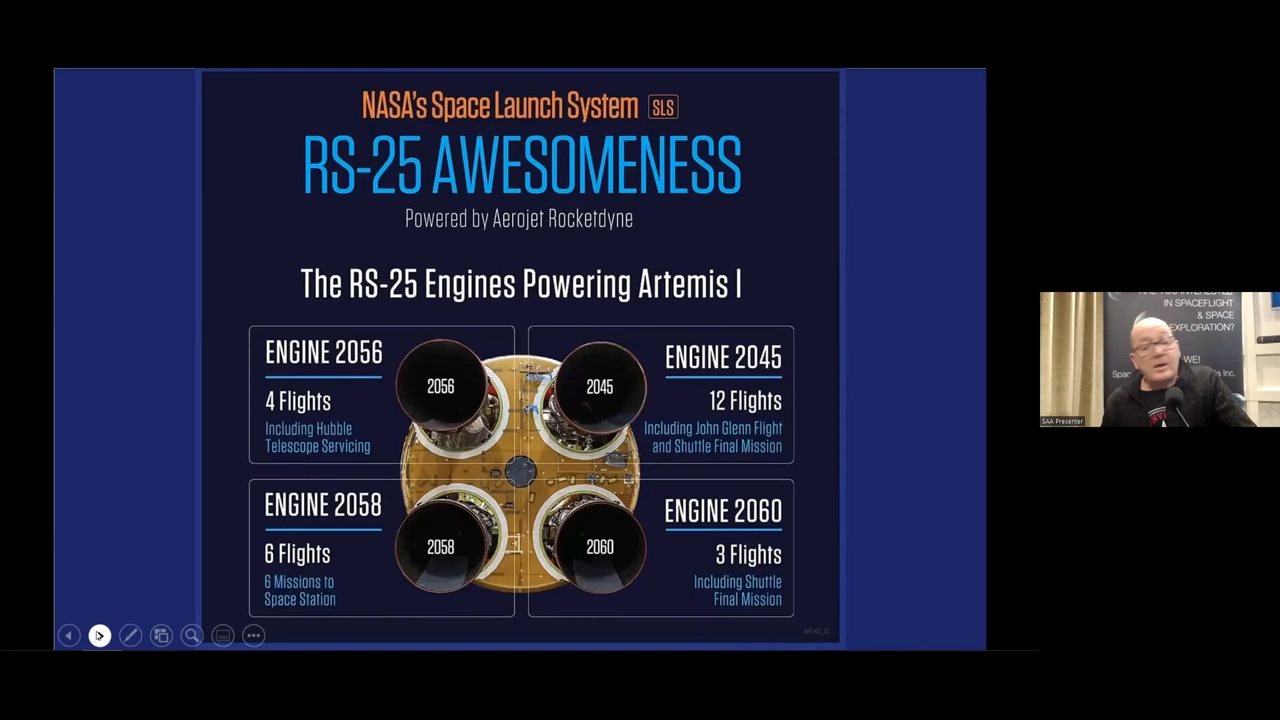 NASA's Space Launch System SLS
RS-25 AWESOMENESS
Powered by Aerojet Rocketdyne
The RS-25 Engines Powering Artemis I
ENGINE 2056
4 Flights
Including Hubble
Telescope Servicing
2056
2045
ENGINE 2045
12 Flights
Including John Glenn Flight
and Shuttle Final Mission
ENGINE 2058
6 Flights
6 Missions to
Space Station
2058
2060
ENGINE 2060
3 Flights
Including Shuttle
Final Mission
IN SPACEFLIGHT
& SPACE
EXPLORATION?
WE!
Inc.
SAA Presenter